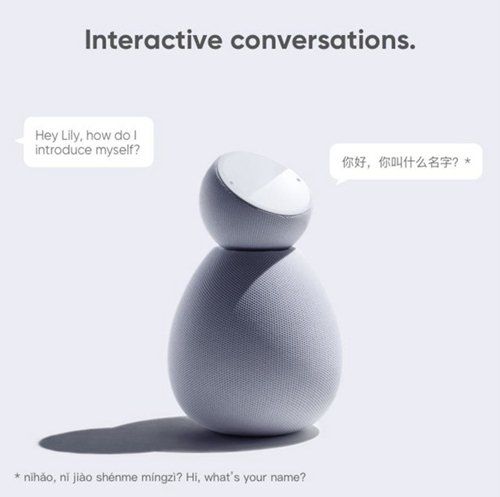 Interactive conversations.
Hey Lily, how do I
introduce myself?
你好，你叫什么名字？*
* nǐhǎo, nǐ jiào shénme míngzì? Hi, what's your name?